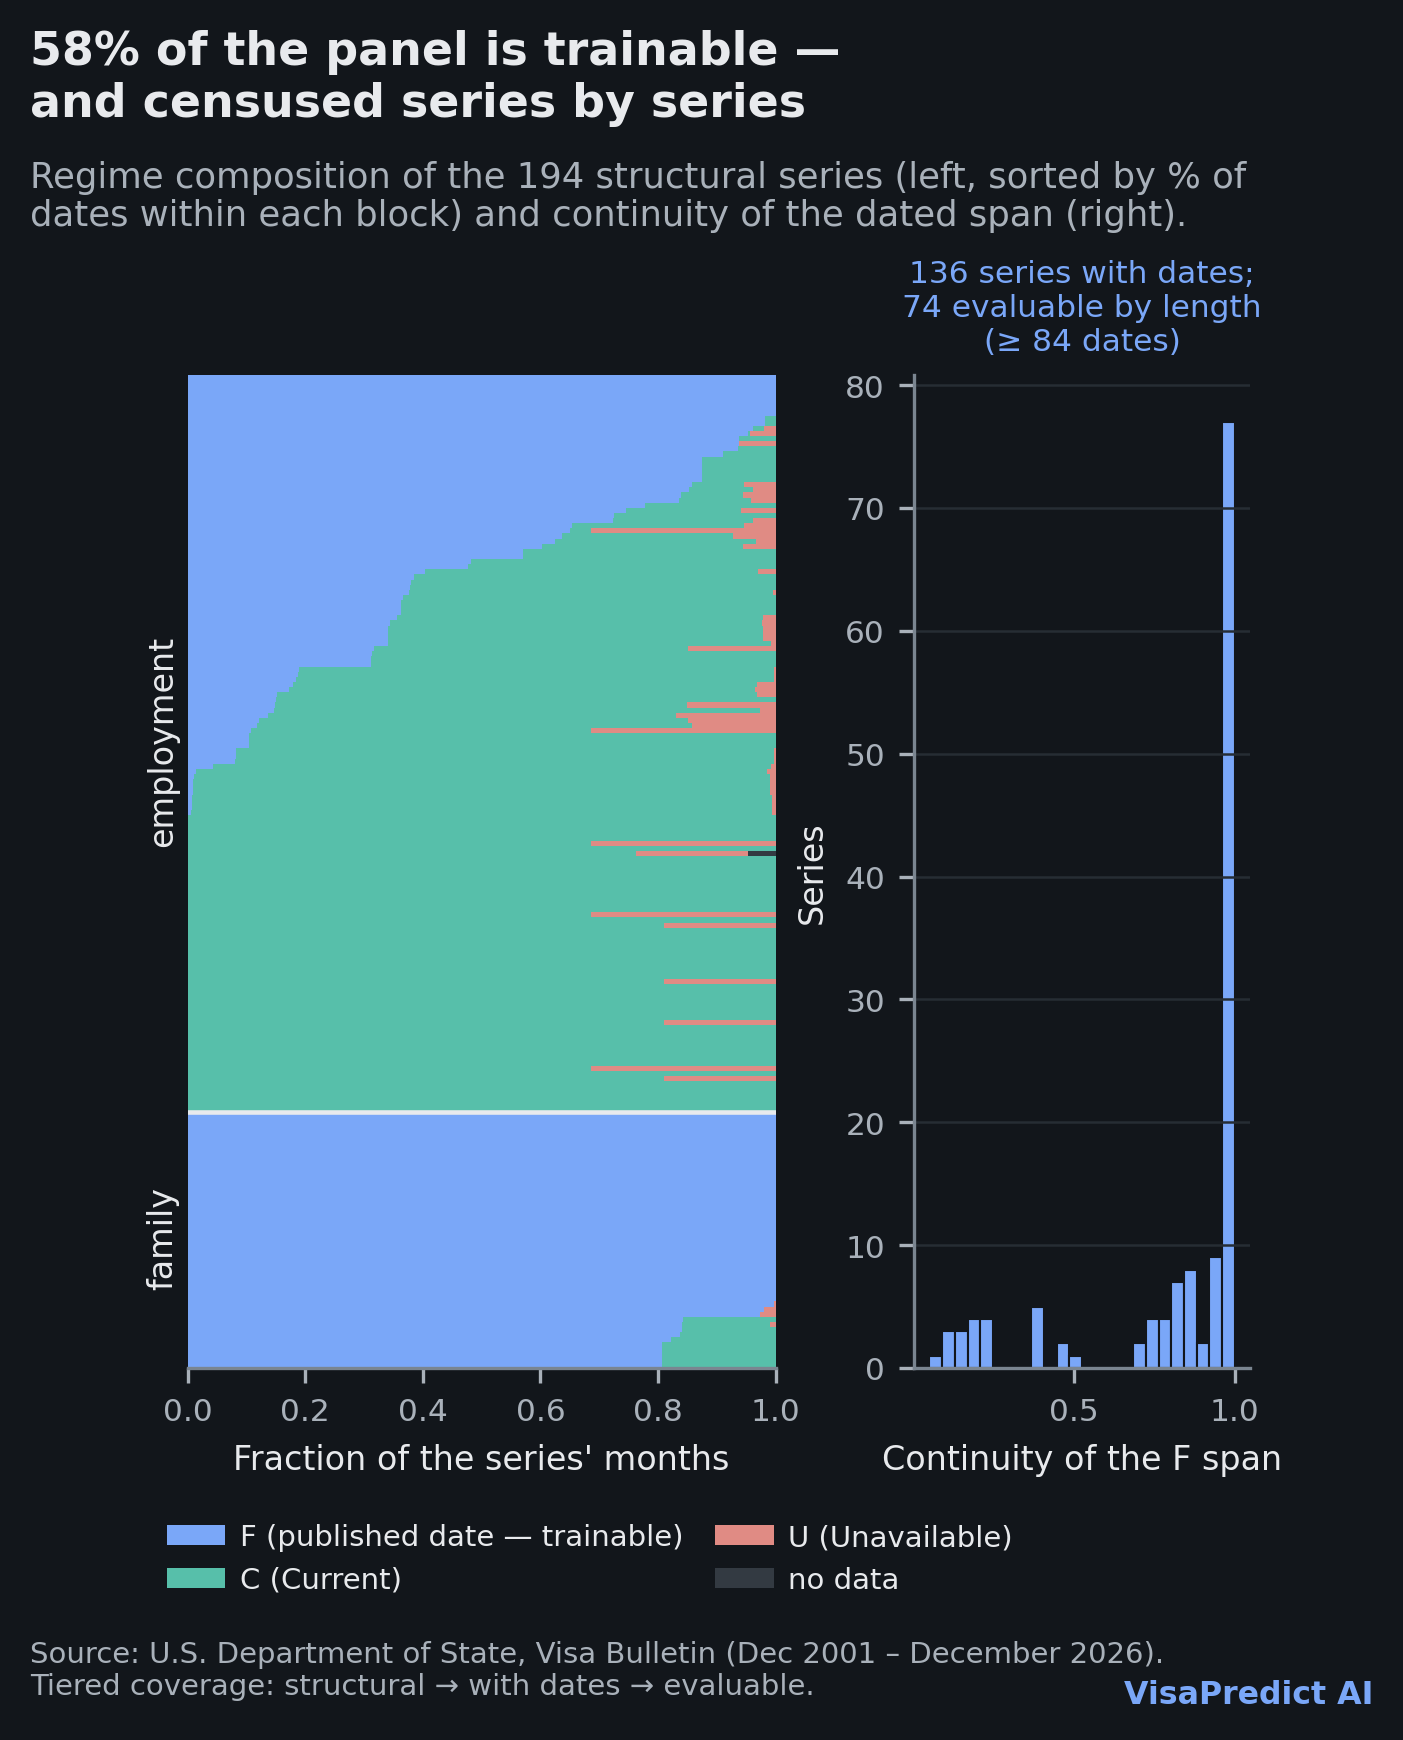 58% of the panel is trainable —
and censused series by series
Regime composition of the 194 structural series (left, sorted by % of
dates within each block) and continuity of the dated span (right).
136 series with dates;
74 evaluable by length
(≥ 84 dates)
employment
family
0.0 0.2 0.4 0.6 0.8 1.0
Fraction of the series' months
Series
80
70
60
50
40
30
20
10
0
0.5 1.0
Continuity of the F span
F (published date — trainable)
C (Current)
U (Unavailable)
no data
Source: U.S. Department of State, Visa Bulletin (Dec 2001 – December 2026).
Tiered coverage: structural → with dates → evaluable.
VisaPredict AI